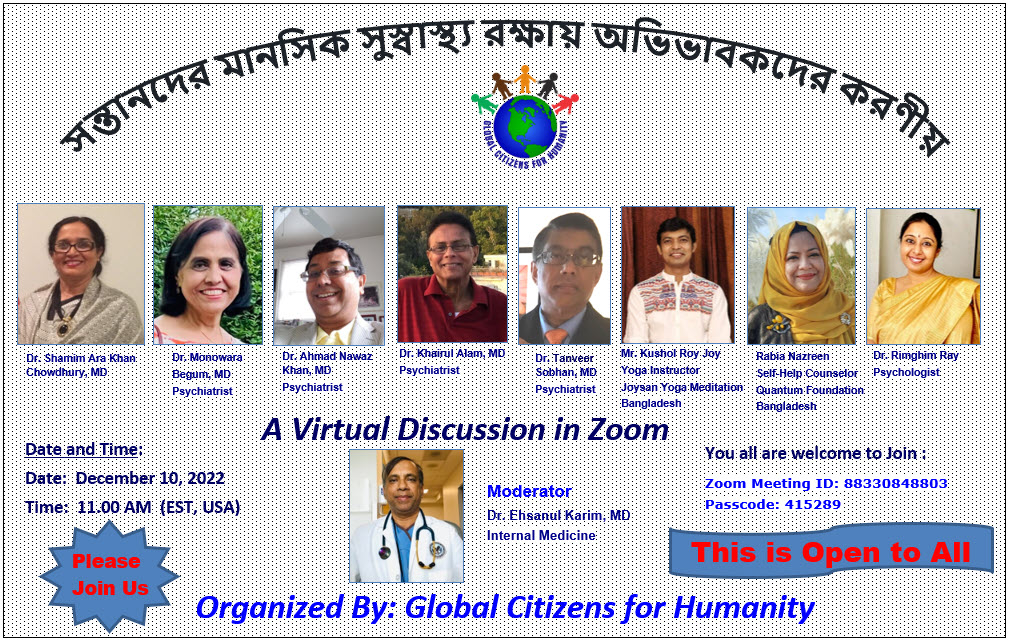 সন্তানদের মানসিক সুস্বাস্থ্য রক্ষায় অভিভাবকদের করণীয়
GLOBAL CITIZENS FOR HUMANITY
Dr. Shamim Ara Khan
Chowdhury, MD
Dr. Monowara
Begum, MD
Psychiatrist
Dr. Ahmad Nawaz
Khan, MD
Psychiatrist
Dr. Khairul Alam, MD
Psychiatrist
Dr. Tanveer
Sobhan, MD
Psychiatrist
Mr. Kushol Roy Joy
Yoga Instructor
Joysan Yoga Meditation
Bangladesh
Rabia Nazreen
Self-Help Counselor
Quantum Foundation
Bangladesh
Dr. Rimghim Ray
Psychologist
A Virtual Discussion in Zoom
Date and Time:
Date: December 10, 2022
Time: 11.00 AM (EST, USA)
Moderator
Dr. Ehsanul Karim, MD
Internal Medicine
You all are welcome to Join :
Zoom Meeting ID: 88330848803
Passcode: 415289
Please
Join Us
This is Open to All
Organized By: Global Citizens for Humanity